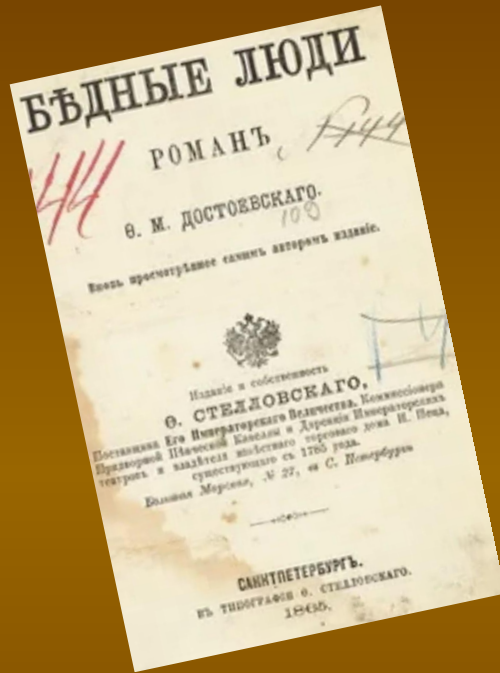 БѢДНЫЕ ЛЮДИ
РОМАНЪ
Ѳ. М. ДОСТОЕВСКАГО.
Вновь просмотрѣнное самимъ авторомъ изданіе.
Изданіе и собственность
Ѳ. СТЕЛЛОВСКАГО,
Поставщика Его Императорскаго Величества, Коммиссіонера
Придворной Пѣвческой Капеллы и Дирекціи Императорскихъ
театровъ и владѣтеля извѣстнаго торговаго дома И. Пеца,
существующаго съ 1785 года.
Большая Морская, № 27, въ С. Петербургѣ
САНКТПЕТЕРБУРГЪ.
ВЪ ТИПОГРАФІИ Ѳ. СТЕЛЛОВСКАГО.
1865.